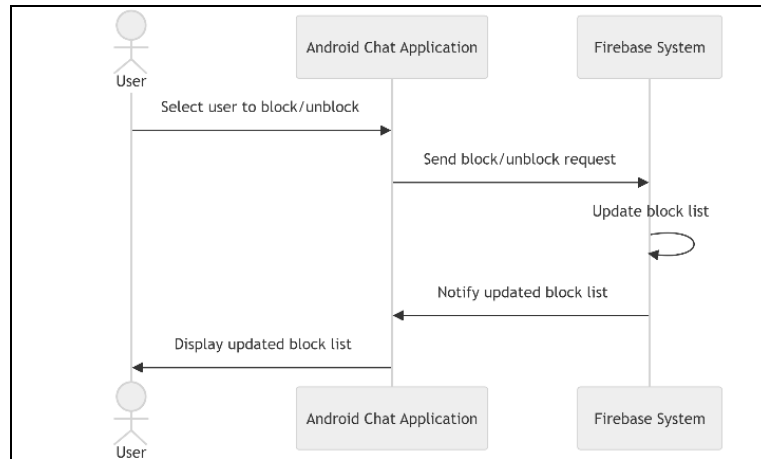 Android Chat Application
Firebase System
User
Select user to block/unblock
Send block/unblock request
Update block list
Notify updated block list
Display updated block list
Android Chat Application
Firebase System
User